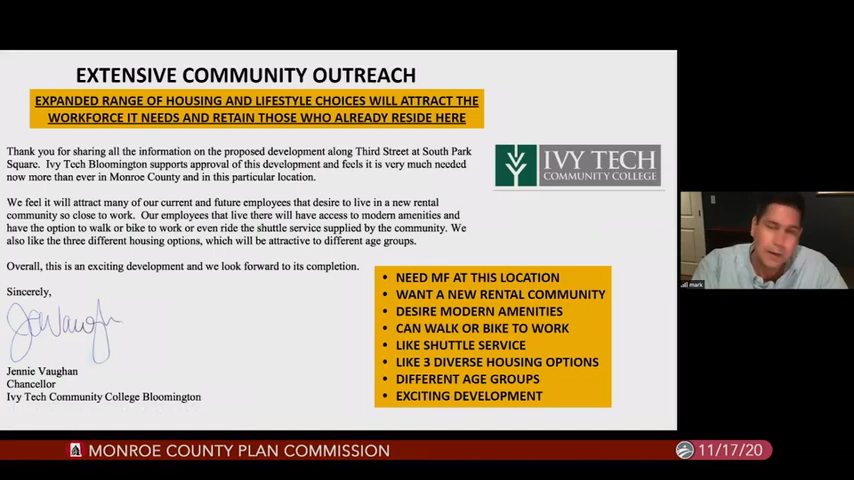 EXTENSIVE COMMUNITY OUTREACH
EXPANDED RANGE OF HOUSING AND LIFESTYLE CHOICES WILL ATTRACT THE
WORKFORCE IT NEEDS AND RETAIN THOSE WHO ALREADY RESIDE HERE
Thank you for sharing all the information on the proposed development along Third Street at South Park
Square. Ivy Tech Bloomington supports approval of this development and feels it is very much needed
now more than ever in Monroe County and in this particular location.
We feel it will attract many of our current and future employees that desire to live in a new rental
community so close to work. Our employees that live there will have access to modern amenities and
have the option to walk or bike to work or even ride the shuttle service supplied by the community. We
also like the three different housing options, which will be attractive to different age groups.
Overall, this is an exciting development and we look forward to its completion.
Sincerely,
Jennie Vaughan
Chancellor
Ivy Tech Community College Bloomington
IVY TECH
COMMUNITY COLLEGE
• NEED MF AT THIS LOCATION
• WANT A NEW RENTAL COMMUNITY
• DESIRE MODERN AMENITIES
• CAN WALK OR BIKE TO WORK
• LIKE SHUTTLE SERVICE
• LIKE 3 DIVERSE HOUSING OPTIONS
• DIFFERENT AGE GROUPS
• EXCITING DEVELOPMENT
mark
MONROE COUNTY PLAN COMMISSION
11/17/20